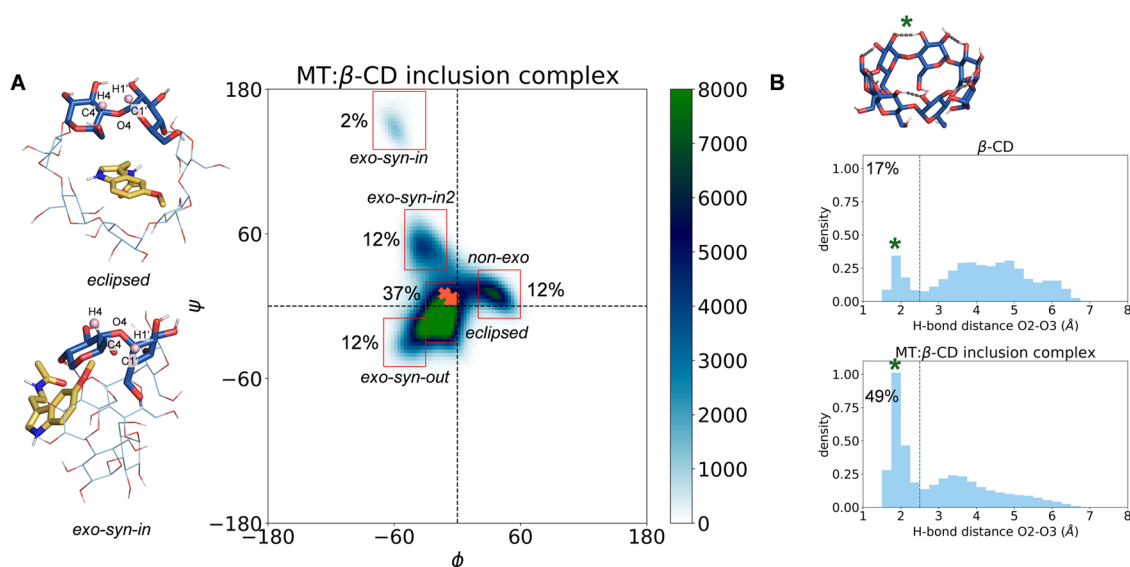 A
B
*
H4
H1'
C4
C1'
O4
eclipsed
H4
O4
H1'
C4
C1'
exo-syn-in
MT:β-CD inclusion complex
180
60
−60
−180
ψ
−180
−60
60
180
ϕ
2%
exo-syn-in
exo-syn-in2
12%
non-exo
37%
12%
eclipsed
12%
exo-syn-out
8000
7000
6000
5000
4000
3000
2000
1000
0
β-CD
17%
*
1.00
0.75
0.50
0.25
0.00
density
1 2 3 4 5 6 7 8
H-bond distance O2-O3 (Å)
MT:β-CD inclusion complex
*
49%
1.00
0.75
0.50
0.25
0.00
density
1 2 3 4 5 6 7 8
H-bond distance O2-O3 (Å)